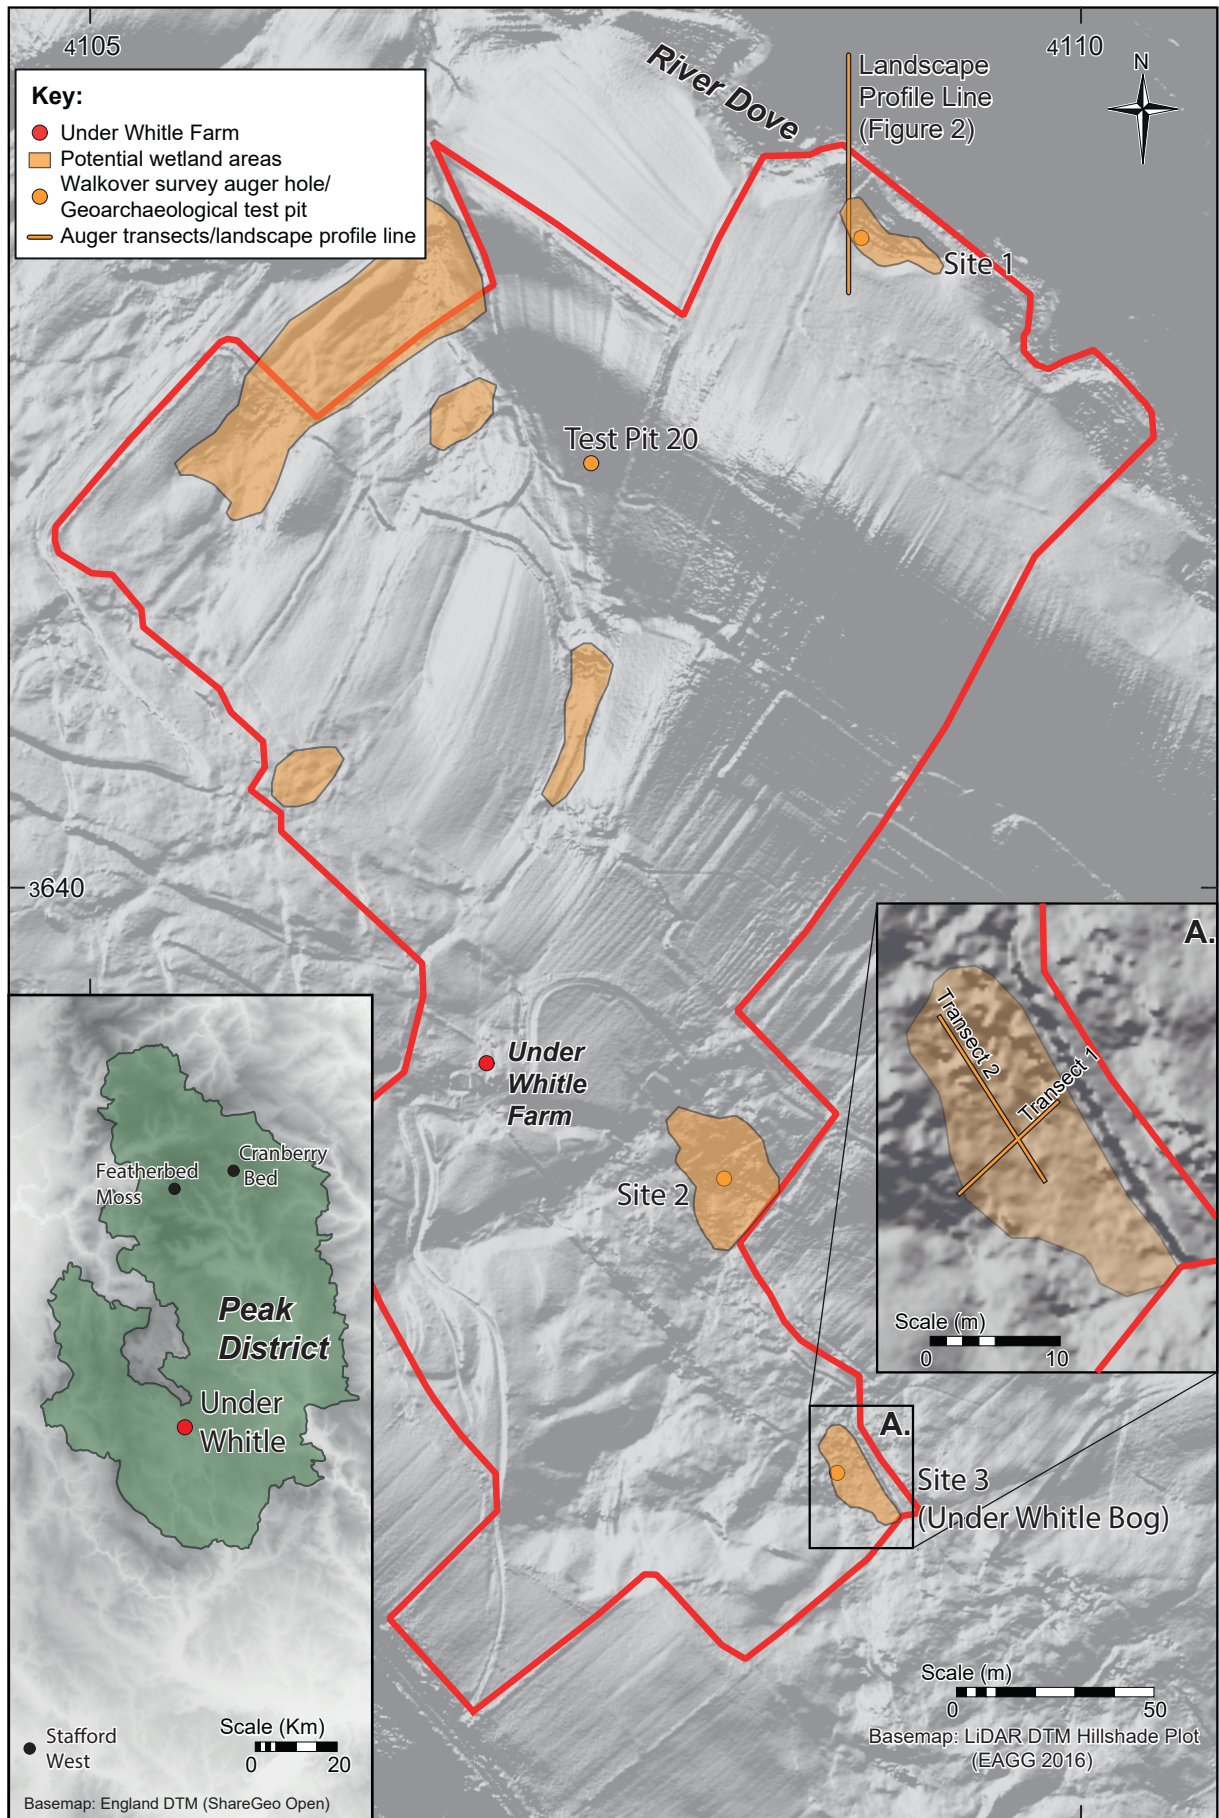 4105
4110
N
River Dove
Landscape
Profile Line
(Figure 2)
Key:
Under Whitle Farm
Potential wetland areas
Walkover survey auger hole/
Geoarchaeological test pit
Auger transects/landscape profile line
Site 1
Test Pit 20
3640
A.
Transect 2
Transect 1
Scale (m)
0 10
Under
Whitle
Farm
Site 2
Cranberry
Bed
Featherbed
Moss
Peak
District
Under
Whitle
A.
Site 3
(Under Whitle Bog)
Scale (m)
0 50
Basemap: LiDAR DTM Hillshade Plot
(EAGG 2016)
Stafford
West
Scale (Km)
0 20
Basemap: England DTM (ShareGeo Open)